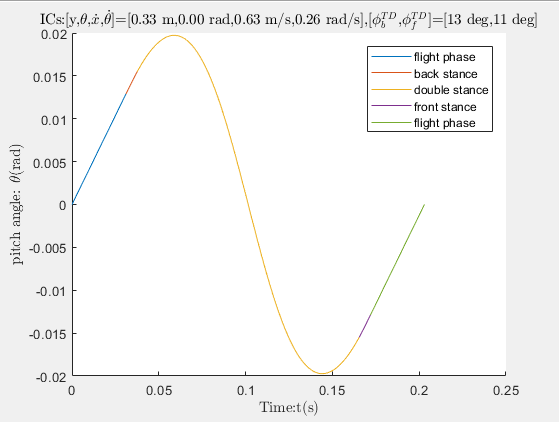 ICs:[y,θ,ẋ,θ̇]=[0.33 m,0.00 rad,0.63 m/s,0.26 rad/s],[ϕ_b^{TD},ϕ_f^{TD}]=[13 deg,11 deg]
flight phase
back stance
double stance
front stance
flight phase
pitch angle: θ(rad)
0.02
0.015
0.01
0.005
0
-0.005
-0.01
-0.015
-0.02
0
0.05
0.1
0.15
0.2
0.25
Time:t(s)